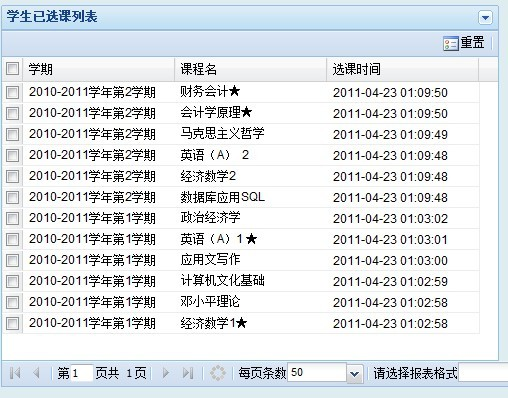 学生已选课列表
重置
学期 课程名 选课时间
2010-2011学年第2学期 财务会计★ 2011-04-23 01:09:50
2010-2011学年第2学期 会计学原理★ 2011-04-23 01:09:50
2010-2011学年第2学期 马克思主义哲学 2011-04-23 01:09:49
2010-2011学年第2学期 英语（A） 2 2011-04-23 01:09:48
2010-2011学年第2学期 经济数学2 2011-04-23 01:09:48
2010-2011学年第2学期 数据库应用SQL 2011-04-23 01:09:48
2010-2011学年第1学期 政治经济学 2011-04-23 01:03:02
2010-2011学年第1学期 英语（A）1★ 2011-04-23 01:03:01
2010-2011学年第1学期 应用文写作 2011-04-23 01:03:00
2010-2011学年第1学期 计算机文化基础 2011-04-23 01:02:59
2010-2011学年第1学期 邓小平理论 2011-04-23 01:02:58
2010-2011学年第1学期 经济数学1★ 2011-04-23 01:02:58
第 1 页共 1页 每页条数 50 请选择报表格式